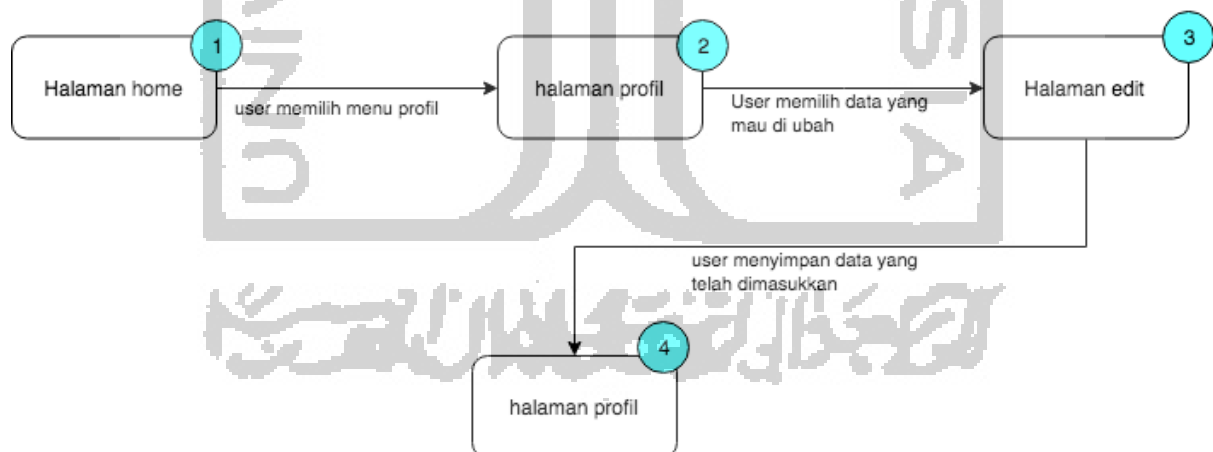 1
Halaman home
user memilih menu profil
2
halaman profil
User memilih data yang
mau di ubah
3
Halaman edit
user menyimpan data yang
telah dimasukkan
4
halaman profil